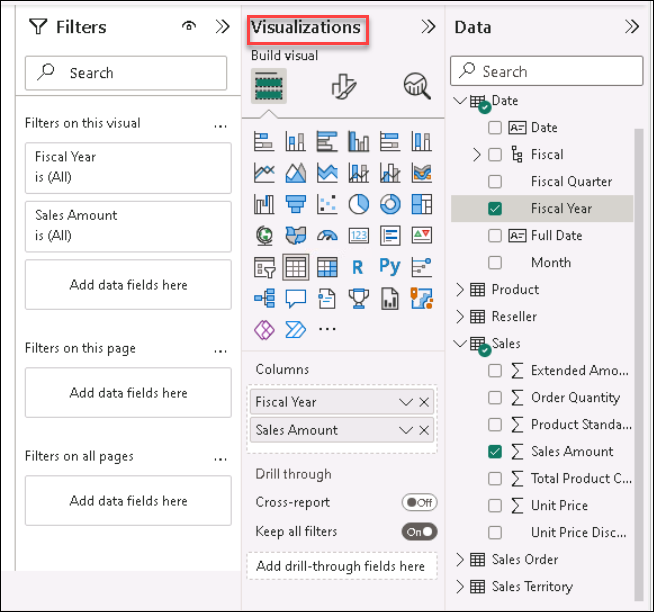 Filters
Search
Filters on this visual
...
Fiscal Year
is (All)
Sales Amount
is (All)
Add data fields here
Filters on this page
...
Add data fields here
Filters on all pages
...
Add data fields here
Visualizations
Build visual
123
R
Py
...
Columns
Fiscal Year
Sales Amount
Drill through
Cross-report
Off
Keep all filters
On
Add drill-through fields here
Data
Search
Date
Date
Fiscal
Fiscal Quarter
Fiscal Year
Full Date
Month
Product
Reseller
Sales
∑ Extended Amo...
∑ Order Quantity
∑ Product Standa...
∑ Sales Amount
∑ Total Product C...
∑ Unit Price
Unit Price Disc...
Sales Order
Sales Territory